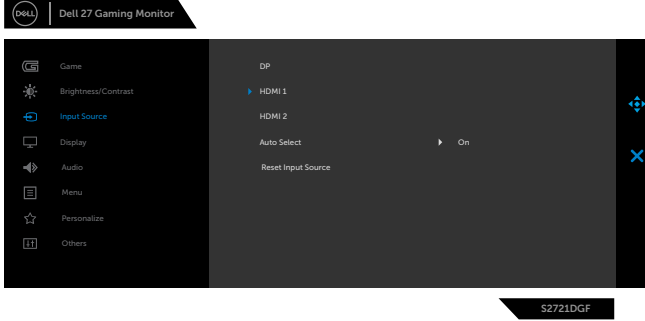 DELL Dell 27 Gaming Monitor
Game
DP
Brightness/Contrast
HDMI 1
Input Source
HDMI 2
Display
Auto Select On
Audio
Reset Input Source
Menu
Personalize
Others
S2721DGF